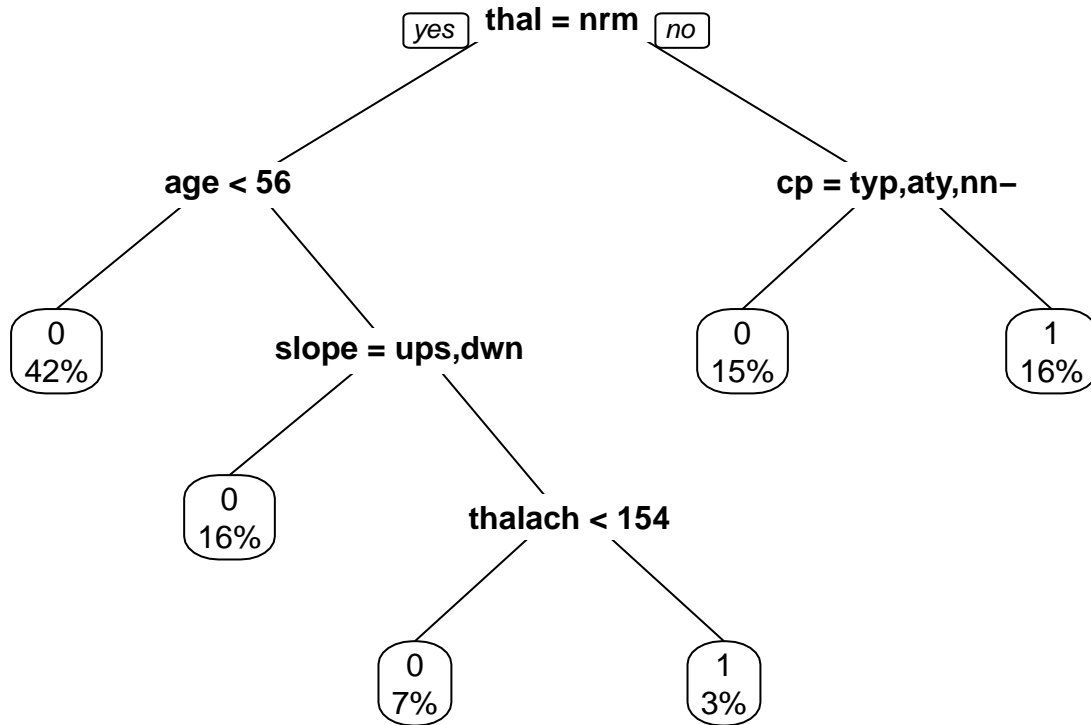 yes thal = nrm no
age < 56 cp = typ,aty,nn−
0 0 1
42% slope = ups,dwn 15% 16%
0
16% thalach < 154
0 1
7% 3%